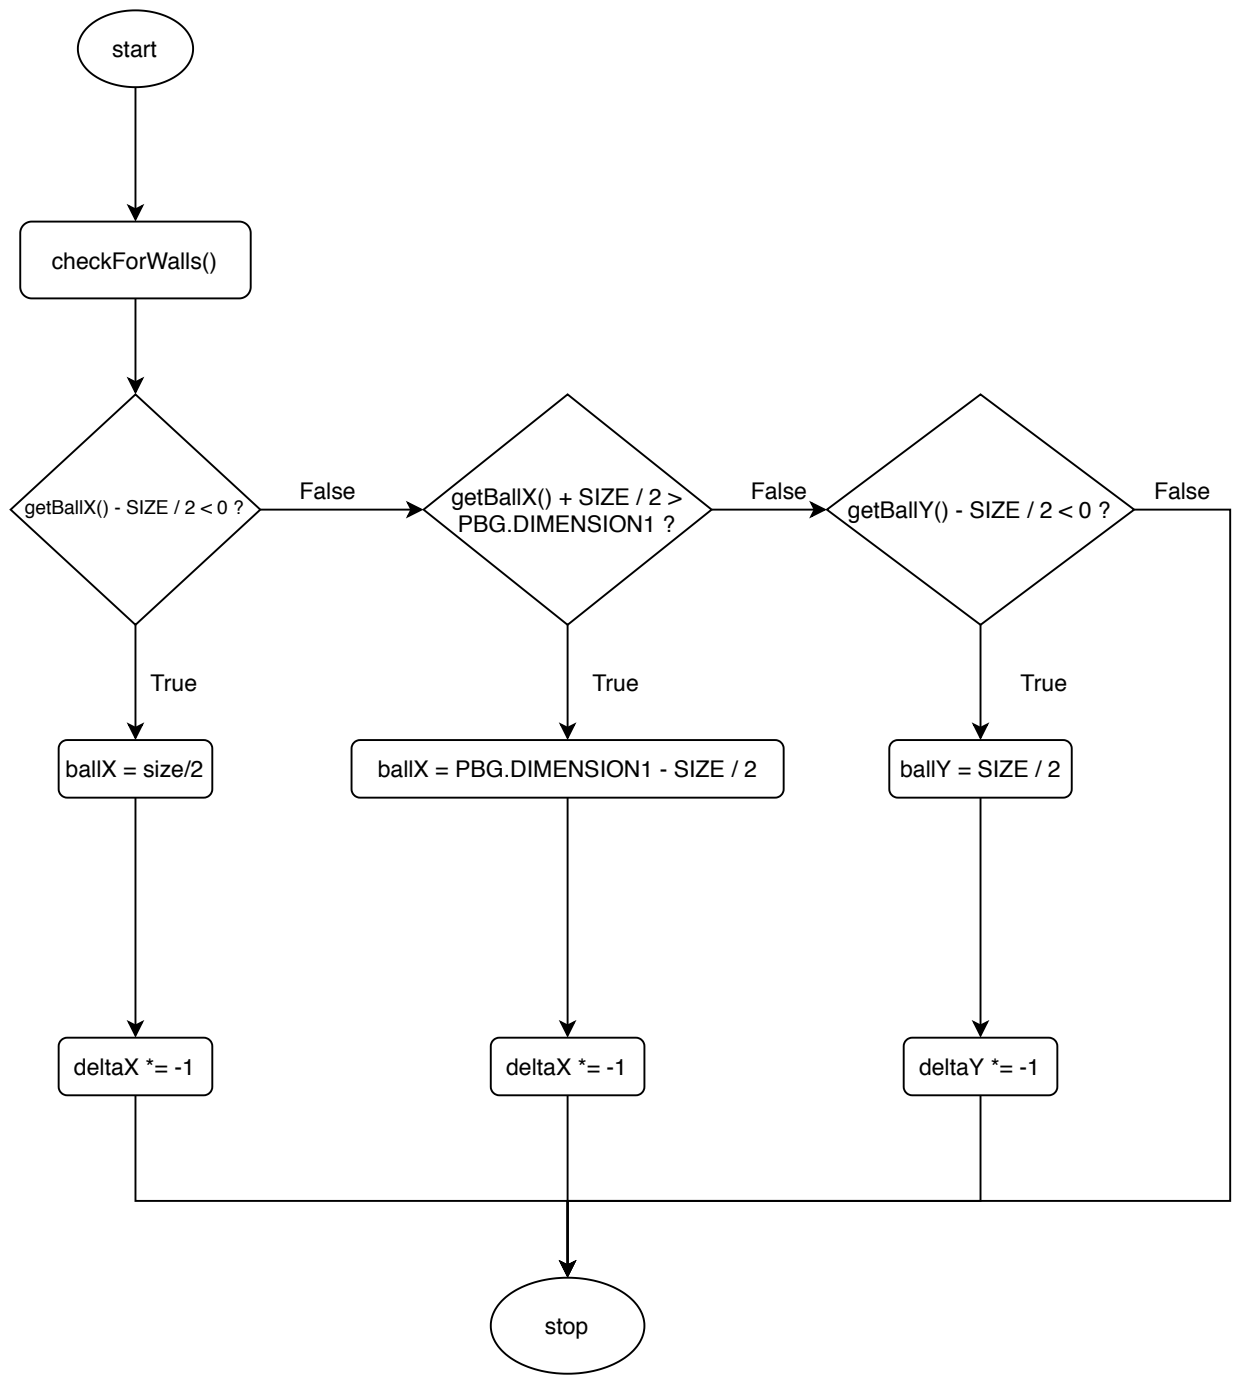 start
checkForWalls()
getBallX() - SIZE / 2 < 0 ?
False
getBallX() + SIZE / 2 >
PBG.DIMENSION1 ?
False
getBallY() - SIZE / 2 < 0 ?
False
True
True
True
ballX = size/2
ballX = PBG.DIMENSION1 - SIZE / 2
ballY = SIZE / 2
deltaX *= -1
deltaX *= -1
deltaY *= -1
stop